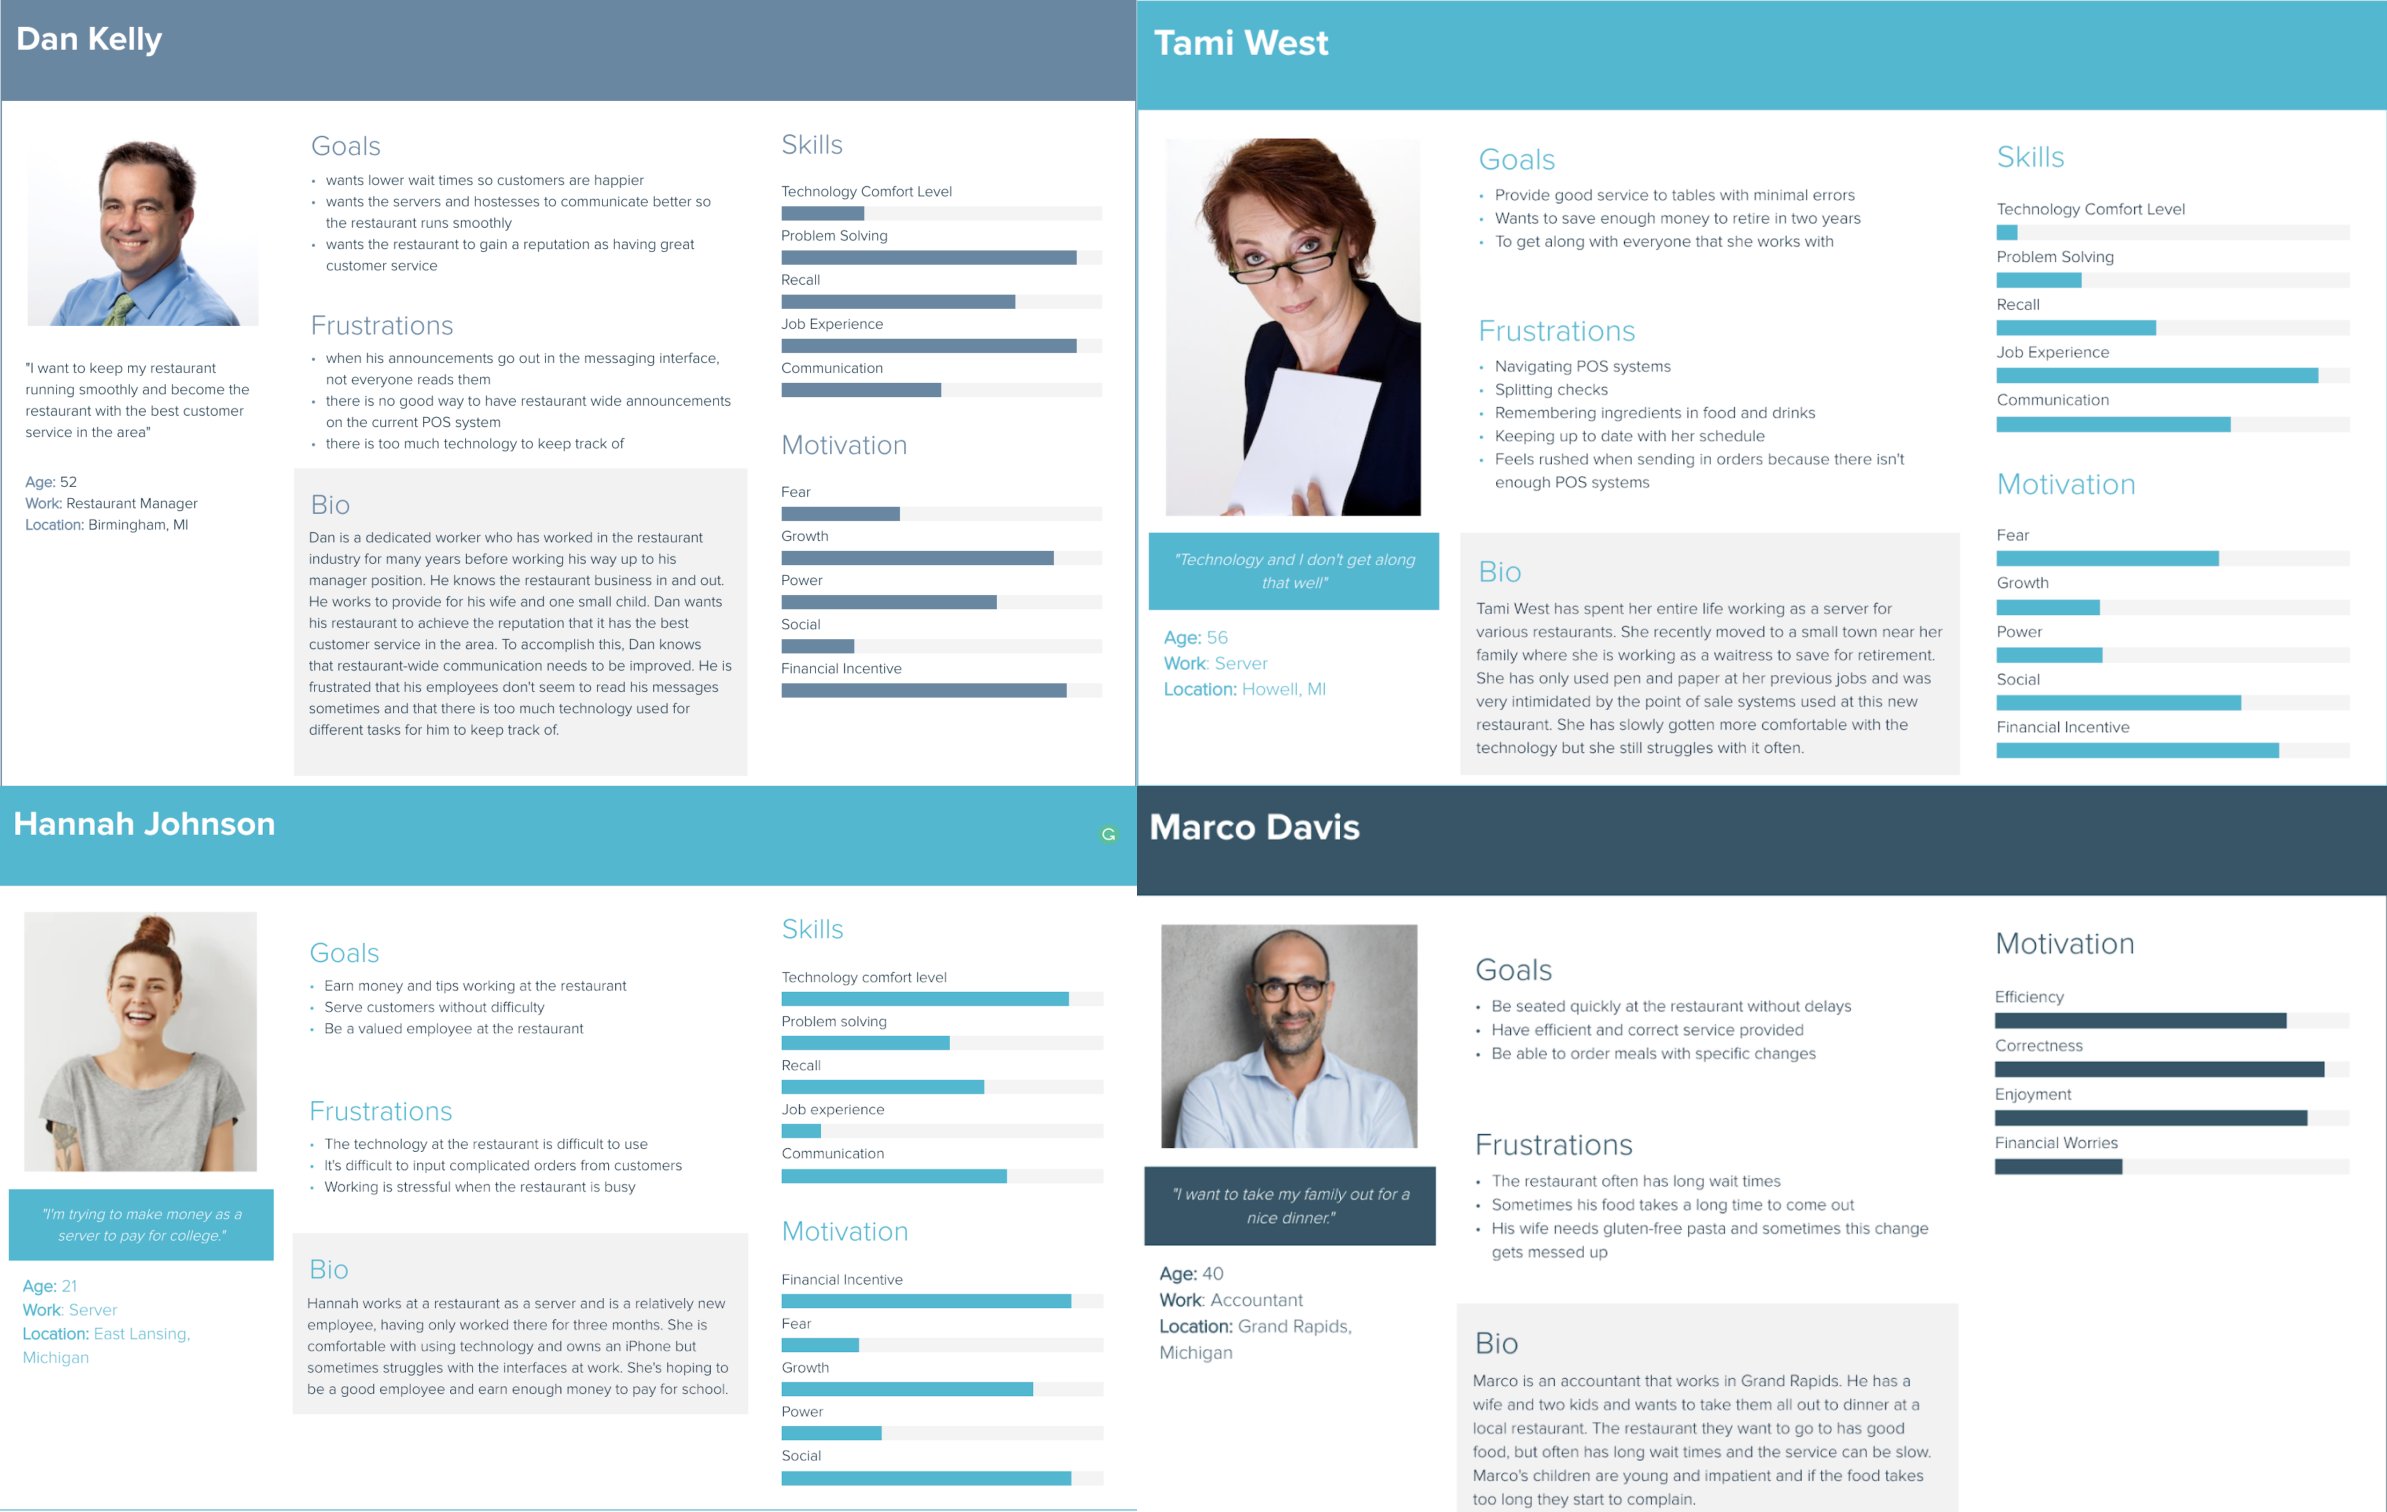 Dan Kelly
"I want to keep my restaurant
running smoothly and become the
restaurant with the best customer
service in the area"
Age: 52
Work: Restaurant Manager
Location: Birmingham, MI
Goals
• wants lower wait times so customers are happier
• wants the servers and hostesses to communicate better so
the restaurant runs smoothly
• wants the restaurant to gain a reputation as having great
customer service
Frustrations
• when his announcements go out in the messaging interface,
not everyone reads them
• there is no good way to have restaurant wide announcements
on the current POS system
• there is too much technology to keep track of
Bio
Dan is a dedicated worker who has worked in the restaurant
industry for many years before working his way up to his
manager position. He knows the restaurant business in and out.
He works to provide for his wife and one small child. Dan wants
his restaurant to achieve the reputation that it has the best
customer service in the area. To accomplish this, Dan knows
that restaurant-wide communication needs to be improved. He is
frustrated that his employees don't seem to read his messages
sometimes and that there is too much technology used for
different tasks for him to keep track of.
Skills
Technology Comfort Level
Problem Solving
Recall
Job Experience
Communication
Motivation
Fear
Growth
Power
Social
Financial Incentive
Tami West
"Technology and I don't get along
that well"
Age: 56
Work: Server
Location: Howell, MI
Goals
• Provide good service to tables with minimal errors
• Wants to save enough money to retire in two years
• To get along with everyone that she works with
Frustrations
• Navigating POS systems
• Splitting checks
• Remembering ingredients in food and drinks
• Keeping up to date with her schedule
• Feels rushed when sending in orders because there isn't
enough POS systems
Bio
Tami West has spent her entire life working as a server for
various restaurants. She recently moved to a small town near her
family where she is working as a waitress to save for retirement.
She has only used pen and paper at her previous jobs and was
very intimidated by the point of sale systems used at this new
restaurant. She has slowly gotten more comfortable with the
technology but she still struggles with it often.
Skills
Technology Comfort Level
Problem Solving
Recall
Job Experience
Communication
Motivation
Fear
Growth
Power
Social
Financial Incentive
Hannah Johnson
"I'm trying to make money as a
server to pay for college."
Age: 21
Work: Server
Location: East Lansing,
Michigan
Goals
• Earn money and tips working at the restaurant
• Serve customers without difficulty
• Be a valued employee at the restaurant
Frustrations
• The technology at the restaurant is difficult to use
• It's difficult to input complicated orders from customers
• Working is stressful when the restaurant is busy
Bio
Hannah works at a restaurant as a server and is a relatively new
employee, having only worked there for three months. She is
comfortable with using technology and owns an iPhone but
sometimes struggles with the interfaces at work. She's hoping to
be a good employee and earn enough money to pay for school.
Skills
Technology comfort level
Problem solving
Recall
Job experience
Communication
Motivation
Financial Incentive
Fear
Growth
Power
Social
Marco Davis
"I want to take my family out for a
nice dinner."
Age: 40
Work: Accountant
Location: Grand Rapids,
Michigan
Goals
• Be seated quickly at the restaurant without delays
• Have efficient and correct service provided
• Be able to order meals with specific changes
Frustrations
• The restaurant often has long wait times
• Sometimes his food takes a long time to come out
• His wife needs gluten-free pasta and sometimes this change
gets messed up
Bio
Marco is an accountant that works in Grand Rapids. He has a
wife and two kids and wants to take them all out to dinner at a
local restaurant. The restaurant they want to go to has good
food, but often has long wait times and the service can be slow.
Marco's children are young and impatient and if the food takes
too long they start to complain.
Motivation
Efficiency
Correctness
Enjoyment
Financial Worries